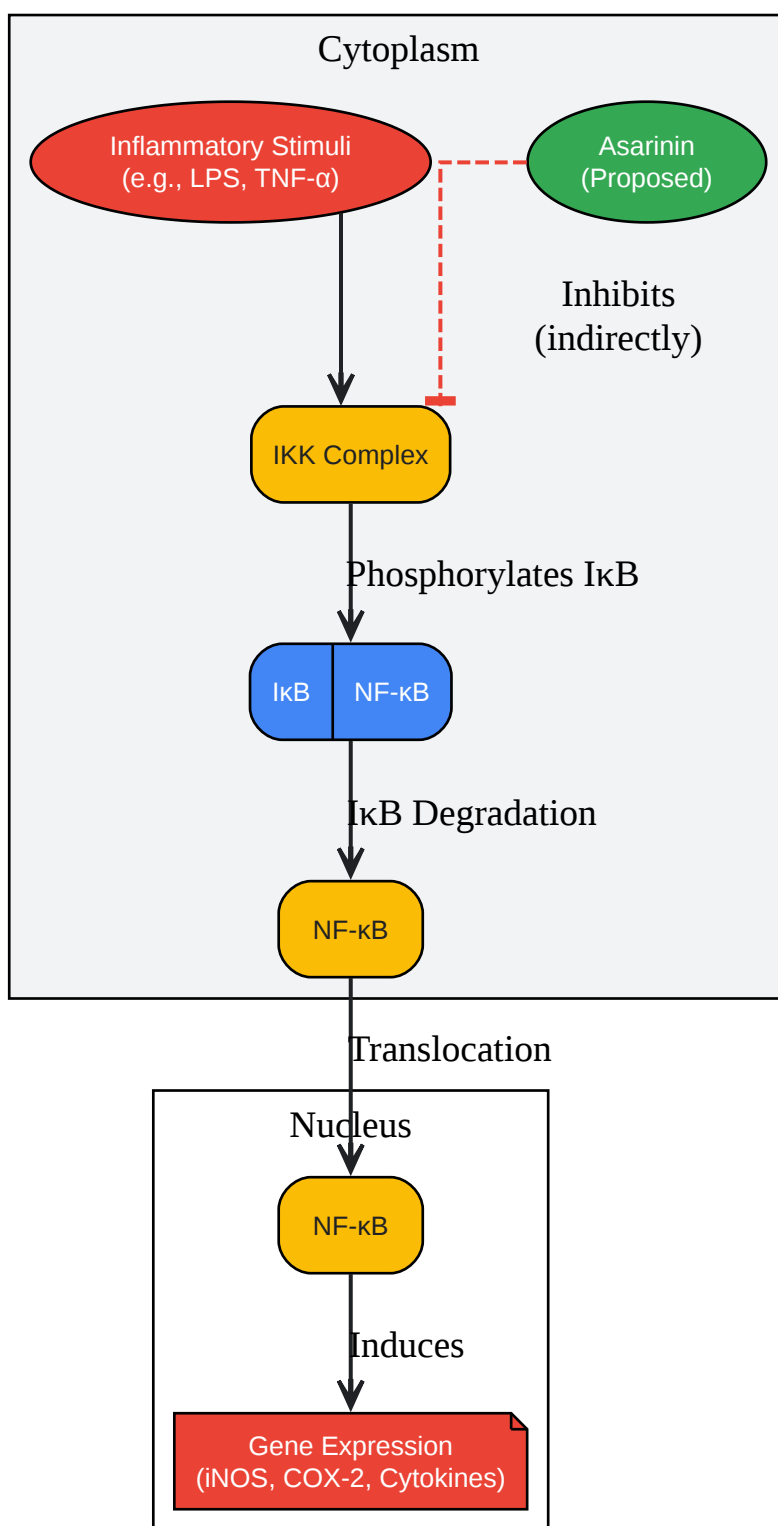 Cytoplasm
Inflammatory Stimuli
(e.g., LPS, TNF-α)
Asarinin
(Proposed)
Inhibits
(indirectly)
IKK Complex
Phosphorylates IκB
IκB
NF-κB
IκB Degradation
NF-κB
Translocation
Nucleus
NF-κB
Induces
Gene Expression
(iNOS, COX-2, Cytokines)